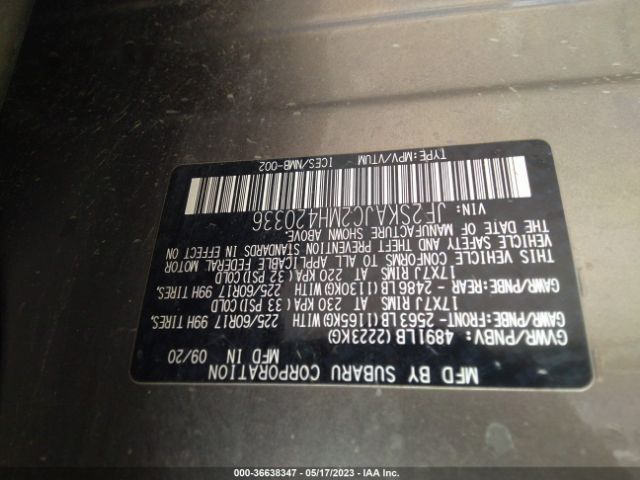 MFD BY SUBARU CORPORATION MFD IN 09/20
GVWR/PNBV: 4891LB(2223KG)
GAWR/PNBE:FRONT- 2563LB(1165KG)WITH 225/60R17 99H TIRES,
17X7J RIMS AT 230 KPA(33 PSI)COLD
GAWR/PNBE:REAR- 2486LB(1130KG)WITH 225/60R17 99H TIRES,
17X7J RIMS AT 220 KPA(32 PSI)COLD
THIS VEHICLE CONFORMS TO ALL APPLICABLE FEDERAL MOTOR
VEHICLE SAFETY AND THEFT PREVENTION STANDARDS IN EFFECT ON
THE DATE OF MANUFACTURE SHOWN ABOVE.
VIN: JF2SKAJC2MH420336
TYPE:MPV/VTUM ICES/NMB-002
000-36638347 - 05/17/2023 - IAA Inc.